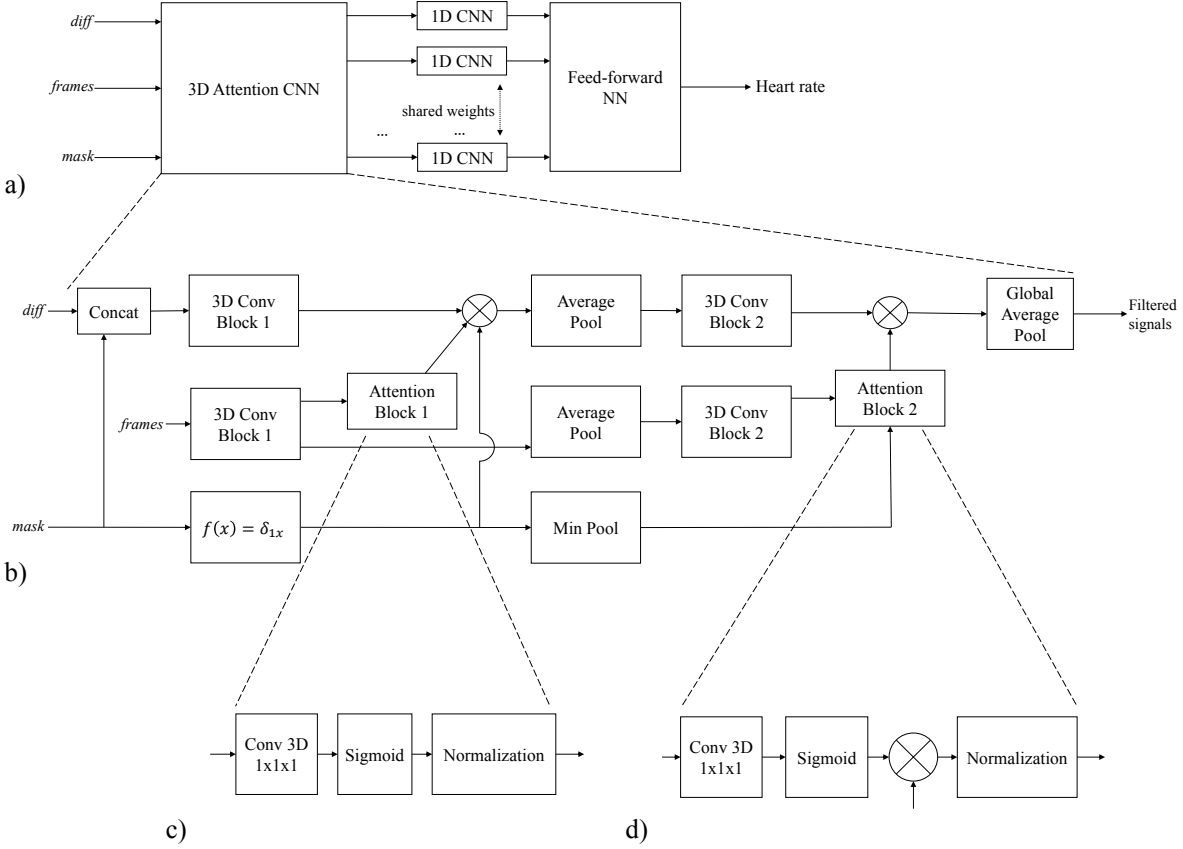 diff
frames
mask
3D Attention CNN
1D CNN
1D CNN
shared weights
... ...
1D CNN
Feed-forward
NN
Heart rate
a)
diff
Concat
3D Conv
Block 1
Average
Pool
3D Conv
Block 2
Global
Average
Pool
Filtered
signals
frames
3D Conv
Block 1
Attention
Block 1
Average
Pool
3D Conv
Block 2
Attention
Block 2
mask
f(x) = δ₁ₓ
Min Pool
b)
Conv 3D
1x1x1
Sigmoid
Normalization
c)
Conv 3D
1x1x1
Sigmoid
Normalization
d)